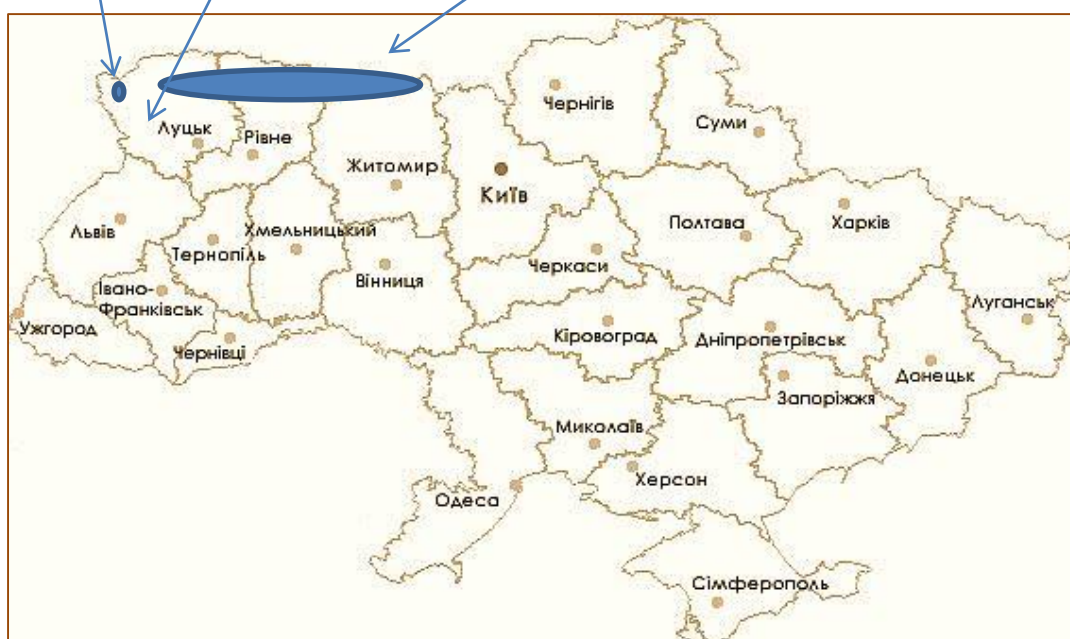 Чернігів
Суми
Луцьк
Рівне
Житомир
Київ
Львів
Тернопіль
Хмельницький
Полтава
Харків
Черкаси
Вінниця
Івано-
Франківськ
Ужгород
Чернівці
Кіровоград
Дніпропетрівськ
Луганськ
Донецьк
Запоріжжя
Миколаїв
Херсон
Одеса
Сімферополь